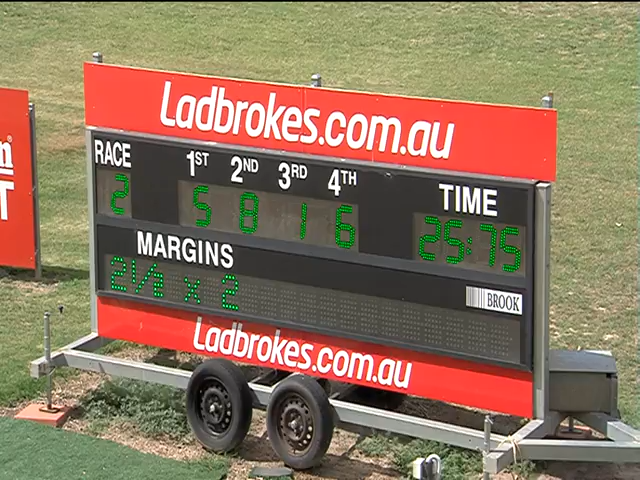 Ladbrokes.com.au
RACE 1ST 2ND 3RD 4TH TIME
2 5 8 1 6 25:75
MARGINS
2 1/2 x 2
BROOK
Ladbrokes.com.au
n
T